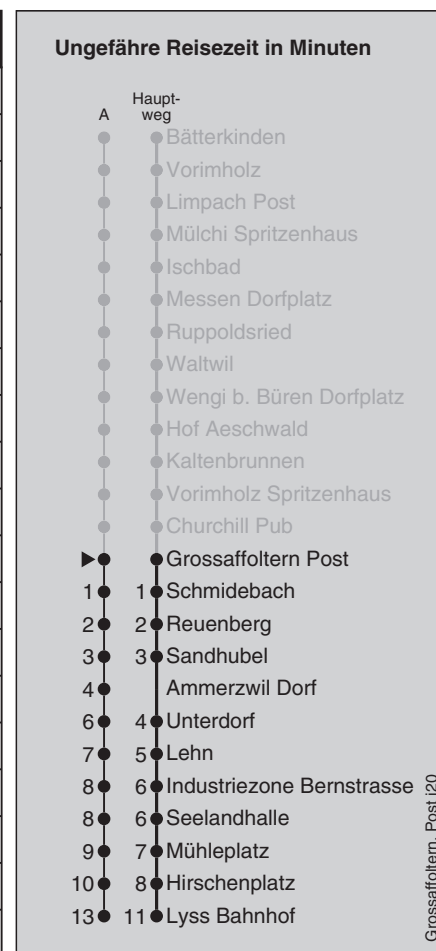 Ungefähre Reisezeit in Minuten
A Haupt-
weg
Bätterkinden
Vorimholz
Limpach Post
Mülchi Spritzenhaus
Ischbad
Messen Dorfplatz
Ruppoldsried
Waltwil
Wengi b. Büren Dorfplatz
Hof Aeschwald
Kaltenbrunnen
Vorimholz Spritzenhaus
Churchill Pub
Grossaffoltern Post
1 1 Schmidebach
2 2 Reuenberg
3 3 Sandhubel
4 Ammerzwil Dorf
6 4 Unterdorf
7 5 Lehn
8 6 Industriezone Bernstrasse
8 6 Seelandhalle
9 7 Mühleplatz
10 8 Hirschenplatz
13 11 Lyss Bahnhof
Grossaffoltern, Post j20